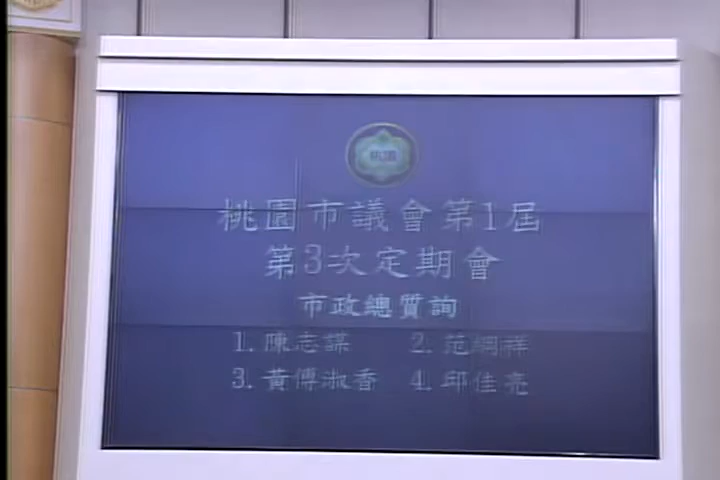 桃園市議會第1屆
第3次定期會
市政總質詢
1. 陳志謀 2. 范綱祥
3. 黃傅淑香 4. 邱佳亮